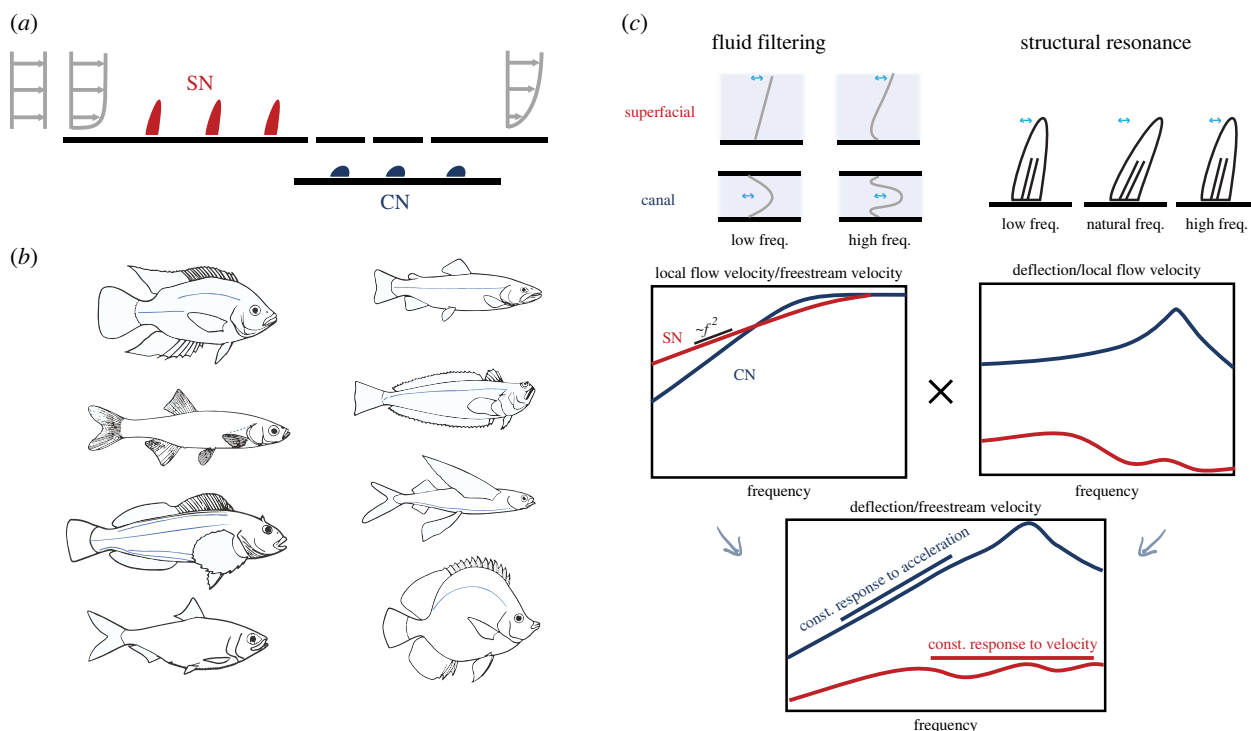 (a)
SN
CN
(b)
(c)
fluid filtering
structural resonance
superfacial
canal
low freq.
high freq.
low freq.
natural freq.
high freq.
local flow velocity/freestream velocity
SN
~f²
CN
frequency
×
deflection/local flow velocity
frequency
deflection/freestream velocity
const. response to acceleration
const. response to velocity
frequency